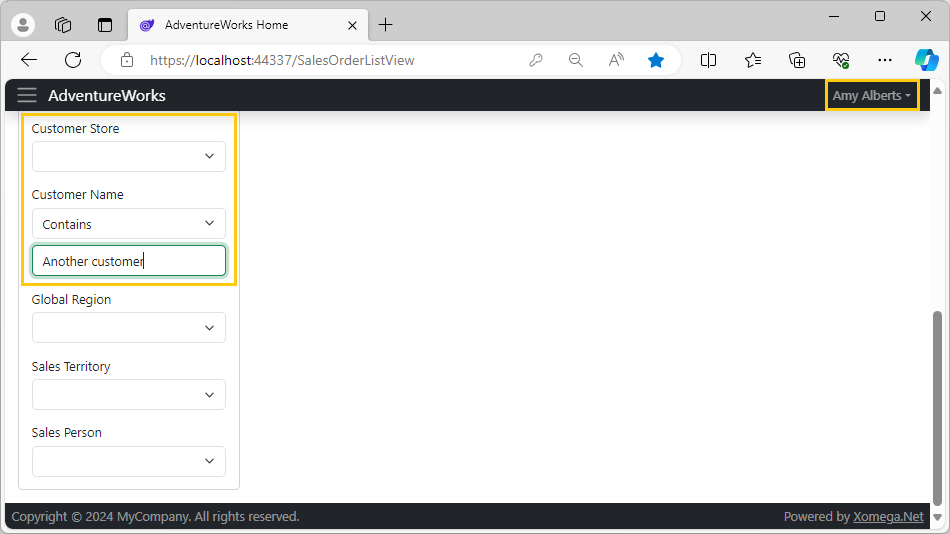 AdventureWorks Home
https://localhost:44337/SalesOrderListView
AdventureWorks
Amy Alberts
Customer Store
Customer Name
Contains
Another customer
Global Region
Sales Territory
Sales Person
Copyright © 2024 MyCompany. All rights reserved.
Powered by Xomega.Net